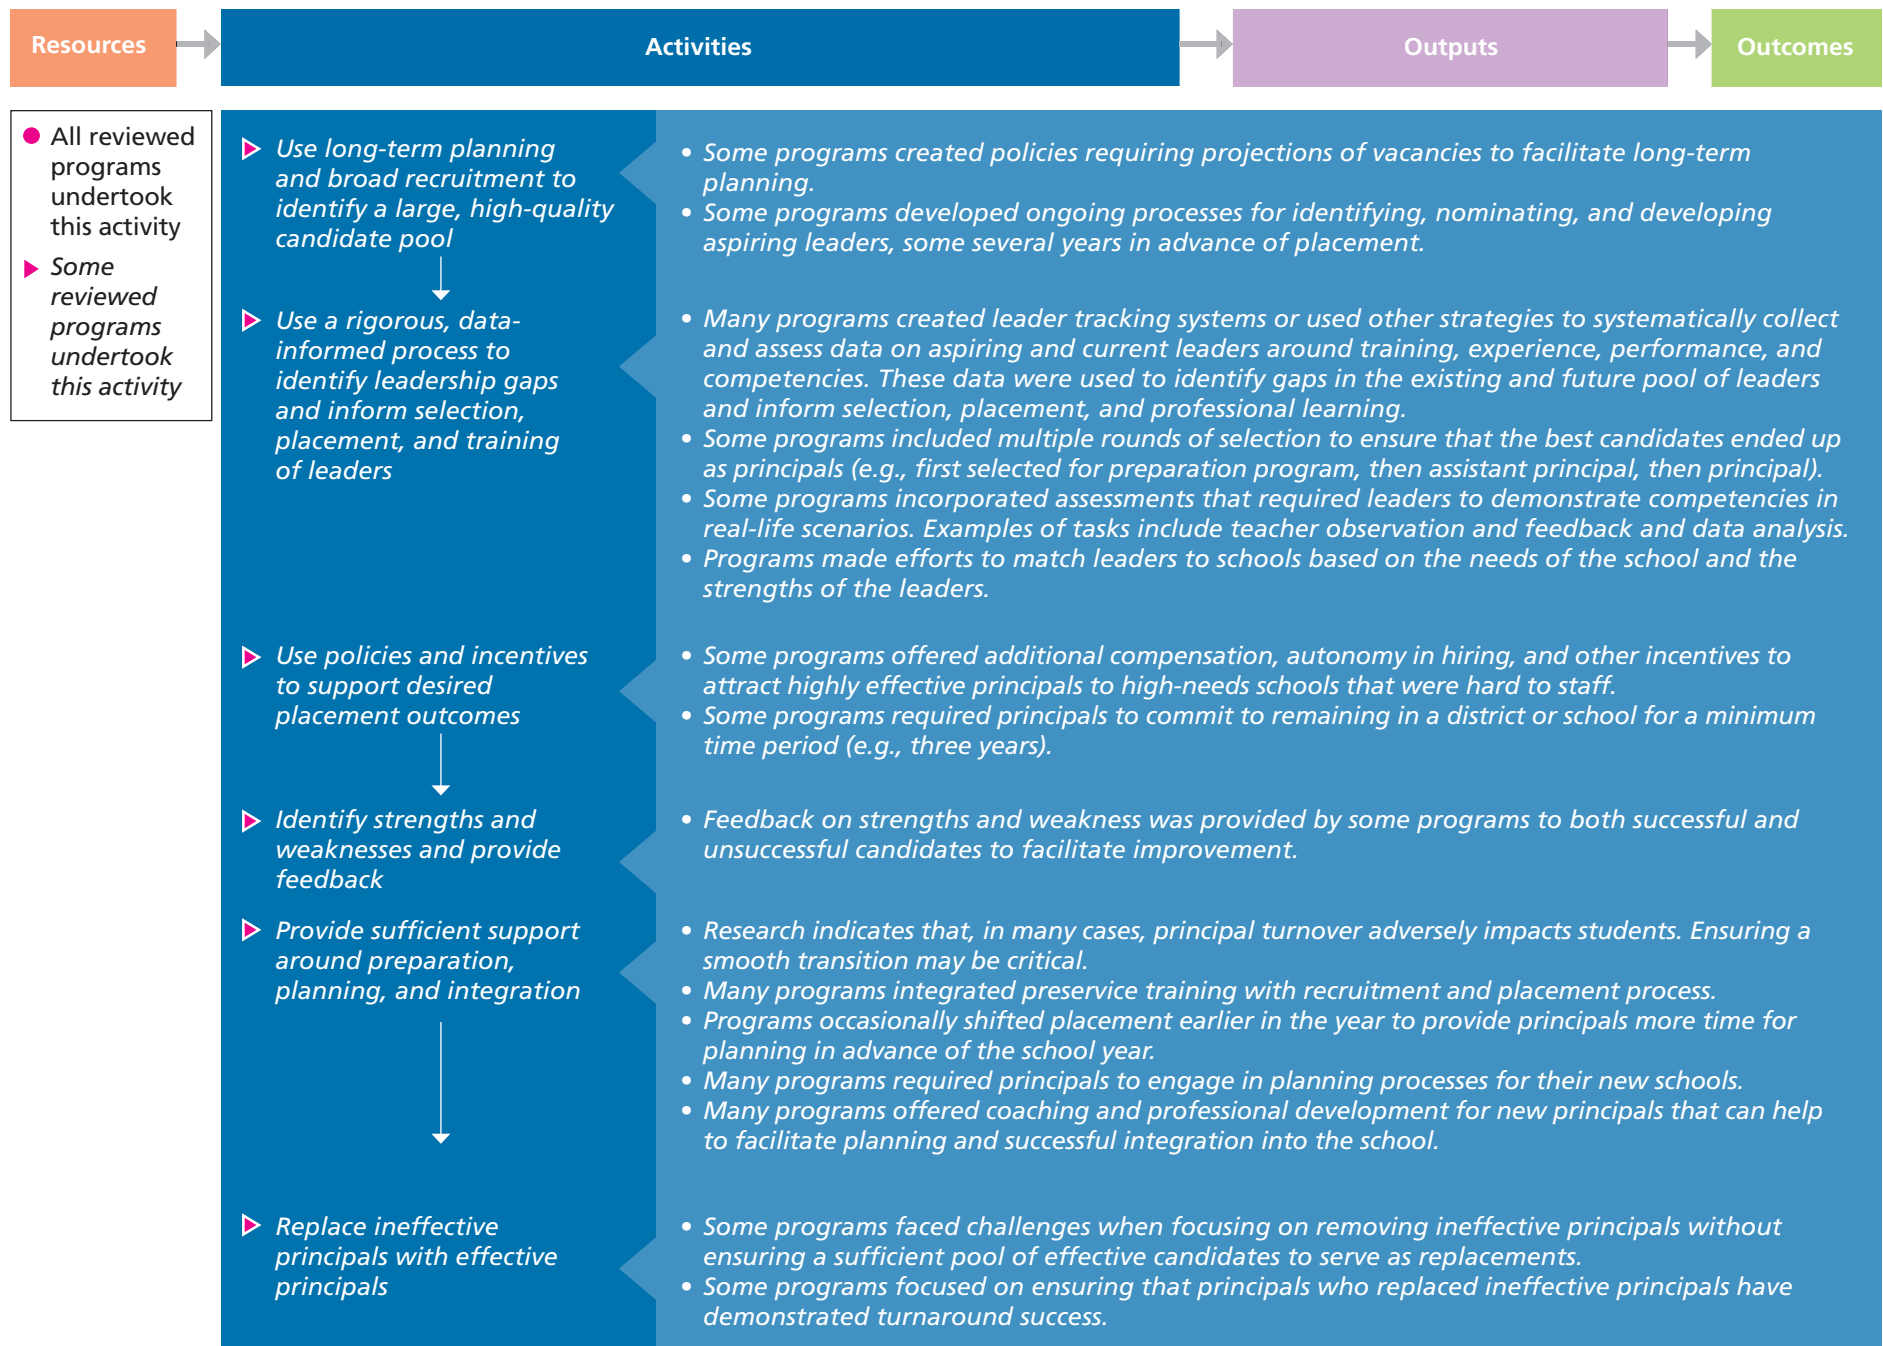 Resources
Activities
Outputs
Outcomes
● All reviewed
programs
undertook
this activity
▶ Some
reviewed
programs
undertook
this activity
Use long-term planning
and broad recruitment to
identify a large, high-quality
candidate pool
• Some programs created policies requiring projections of vacancies to facilitate long-term
planning.
• Some programs developed ongoing processes for identifying, nominating, and developing
aspiring leaders, some several years in advance of placement.
Use a rigorous, data-
informed process to
identify leadership gaps
and inform selection,
placement, and training
of leaders
• Many programs created leader tracking systems or used other strategies to systematically collect
and assess data on aspiring and current leaders around training, experience, performance, and
competencies. These data were used to identify gaps in the existing and future pool of leaders
and inform selection, placement, and professional learning.
• Some programs included multiple rounds of selection to ensure that the best candidates ended up
as principals (e.g., first selected for preparation program, then assistant principal, then principal).
• Some programs incorporated assessments that required leaders to demonstrate competencies in
real-life scenarios. Examples of tasks include teacher observation and feedback and data analysis.
• Programs made efforts to match leaders to schools based on the needs of the school and the
strengths of the leaders.
Use policies and incentives
to support desired
placement outcomes
• Some programs offered additional compensation, autonomy in hiring, and other incentives to
attract highly effective principals to high-needs schools that were hard to staff.
• Some programs required principals to commit to remaining in a district or school for a minimum
time period (e.g., three years).
Identify strengths and
weaknesses and provide
feedback
• Feedback on strengths and weakness was provided by some programs to both successful and
unsuccessful candidates to facilitate improvement.
Provide sufficient support
around preparation,
planning, and integration
• Research indicates that, in many cases, principal turnover adversely impacts students. Ensuring a
smooth transition may be critical.
• Many programs integrated preservice training with recruitment and placement process.
• Programs occasionally shifted placement earlier in the year to provide principals more time for
planning in advance of the school year.
• Many programs required principals to engage in planning processes for their new schools.
• Many programs offered coaching and professional development for new principals that can help
to facilitate planning and successful integration into the school.
Replace ineffective
principals with effective
principals
• Some programs faced challenges when focusing on removing ineffective principals without
ensuring a sufficient pool of effective candidates to serve as replacements.
• Some programs focused on ensuring that principals who replaced ineffective principals have
demonstrated turnaround success.